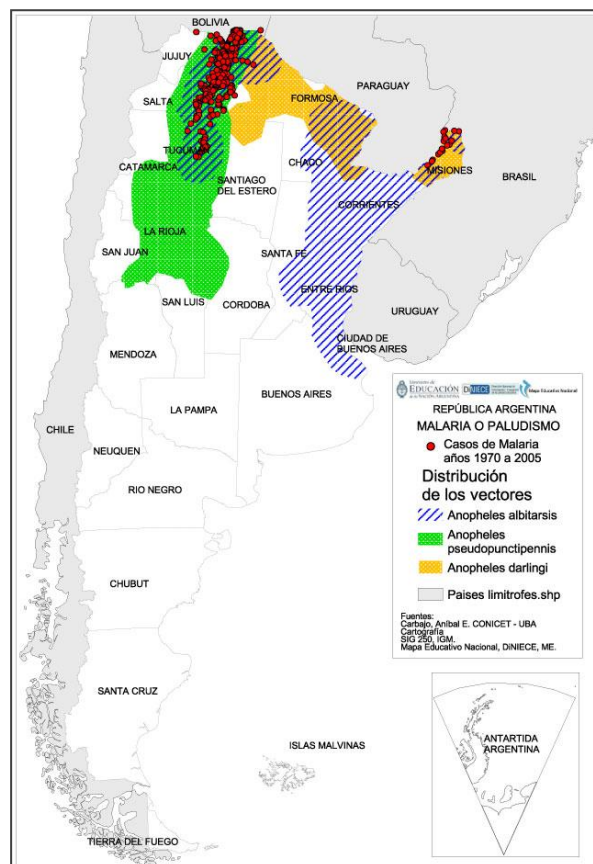 BOLIVIA
JUJUY
PARAGUAY
SALTA
FORMOSA
TUCUMAN
CHACO
CATAMARCA
SANTIAGO
DEL ESTERO
MISIONES
BRASIL
CORRIENTES
LA RIOJA
SAN JUAN
SANTA FE
ENTRE RIOS
SAN LUIS
CORDOBA
URUGUAY
CIUDAD DE
BUENOS AIRES
MENDOZA
BUENOS AIRES
LA PAMPA
CHILE
NEUQUEN
RIO NEGRO
CHUBUT
SANTA CRUZ
ISLAS MALVINAS
TIERRA DEL FUEGO
EDUCACIÓN
DiNIECE
Mapa Educativo Nacional
REPÚBLICA ARGENTINA
MALARIA O PALUDISMO
Casos de Malaria
años 1970 a 2005
Distribución
de los vectores
Anopheles albitarsis
Anopheles
pseudopunctipennis
Anopheles darlingi
Paises limitrofes.shp
Fuentes:
Carbajo, Aníbal E. CONICET - UBA
Cartografía
SIG 250, IGM.
Mapa Educativo Nacional, DiNIECE, ME.
ANTARTIDA
ARGENTINA